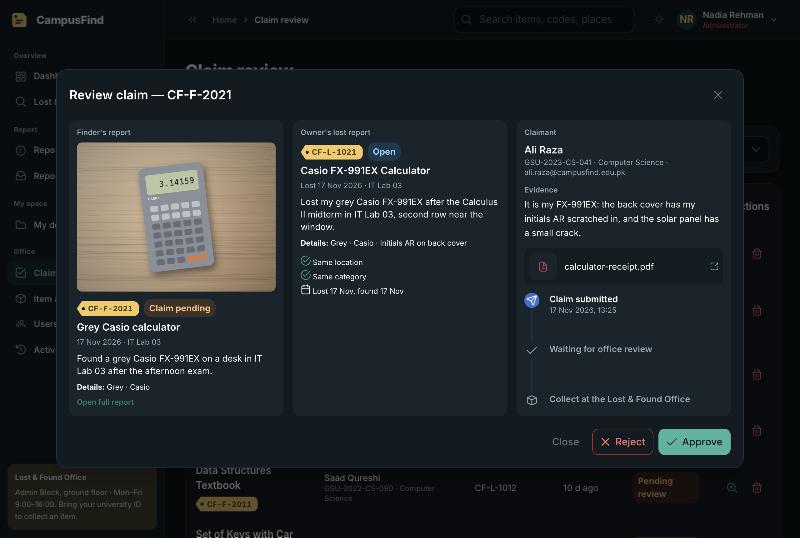 CampusFind
Home
Claim review
Search items, codes, places
NR
Nadia Rehman
Administrator
Overview
Report
My space
Office
Review claim — CF-F-2021
Finder's report
3.14159
CF-F-2021
Claim pending
Grey Casio calculator
17 Nov 2026 · IT Lab 03
Found a grey Casio FX-991EX on a desk in IT
Lab 03 after the afternoon exam.
Details: Grey · Casio
Open full report
Owner's lost report
CF-L-1021
Open
Casio FX-991EX Calculator
Lost 17 Nov 2026 · IT Lab 03
Lost my grey Casio FX-991EX after the Calculus
II midterm in IT Lab 03, second row near the
window.
Details: Grey · Casio · Initials AR on back cover
Same location
Same category
Lost 17 Nov, found 17 Nov
Claimant
Ali Raza
GSU-2023-CS-041 · Computer Science ·
ali.raza@campusfind.edu.pk
Evidence
It is my FX-991EX: the back cover has my
initials AR scratched in, and the solar panel has
a small crack.
calculator-receipt.pdf
Claim submitted
17 Nov 2026, 13:25
Waiting for office review
Collect at the Lost & Found Office
Close
Reject
Approve
Lost & Found Office
Admin Block, ground floor · Mon–Fri
9:00–16:00. Bring your university ID
to collect an item.
Data Structures
Textbook
CF-F-2011
Saad Qureshi
GSU-2022-CS-090 · Computer
Science
CF-L-1012
10 d ago
Pending
review
Set of Keys with Car